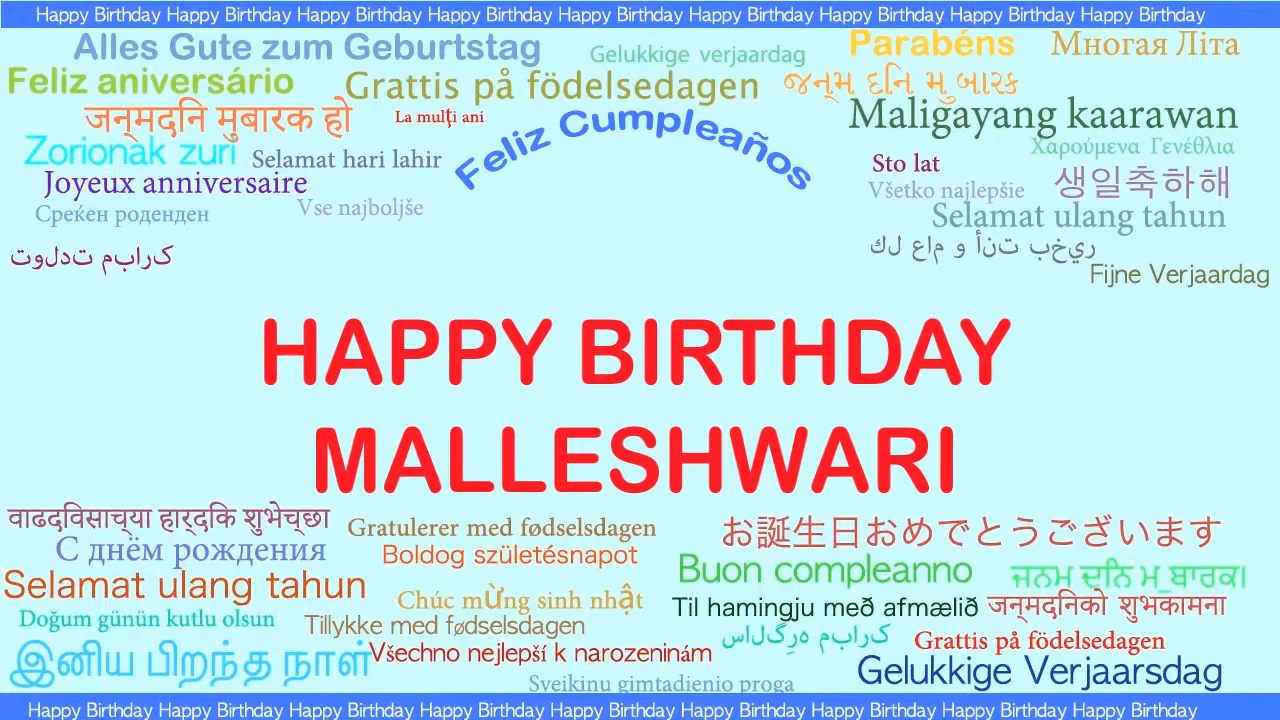 Happy Birthday Happy Birthday Happy Birthday Happy Birthday Happy Birthday Happy Birthday Happy Birthday Happy Birthday Happy Birthday
Alles Gute zum Geburtstag
Gelukkige verjaardag
Parabéns
Многая Літа
Feliz aniversário
Grattis på födelsedagen
જન્મ દનિ મુ બારક
जन्मदनि मुबारक हो
La mulţi ani
Feliz Cumpleaños
Maligayang kaarawan
Zorionak zuri
Selamat hari lahir
Χαρούμενα Γενέθλια
Sto lat
Joyeux anniversaire
Všetko najlepšie
생일축하해
Среќен роденден
Vse najboljše
Selamat ulang tahun
تولدت مبارک
كل عام و أنت بخير
Fijne Verjaardag
HAPPY BIRTHDAY
MALLESHWARI
वाढदविसाच्या हार्दकि शुभेच्छा
Gratulerer med fødselsdagen
お誕生日おめでとうございます
С днём рождения
Boldog születésnapot
Buon compleanno
ਜਨਮ ਦਨਿ ਮੁ ਬਾਰਕ।
Selamat ulang tahun
Chúc mừng sinh nhật
Til hamingju með afmælið
जन्मदनिको शुभकामना
Doğum günün kutlu olsun
Tillykke med fødselsdagen
سالگرہ مبارک
Grattis på födelsedagen
இனிய பிறந்த நாள்
Všechno nejlepší k narozeninám
Gelukkige Verjaarsdag
Sveikinu gimtadienio proga
Happy Birthday Happy Birthday Happy Birthday Happy Birthday Happy Birthday Happy Birthday Happy Birthday Happy Birthday Happy Birthday